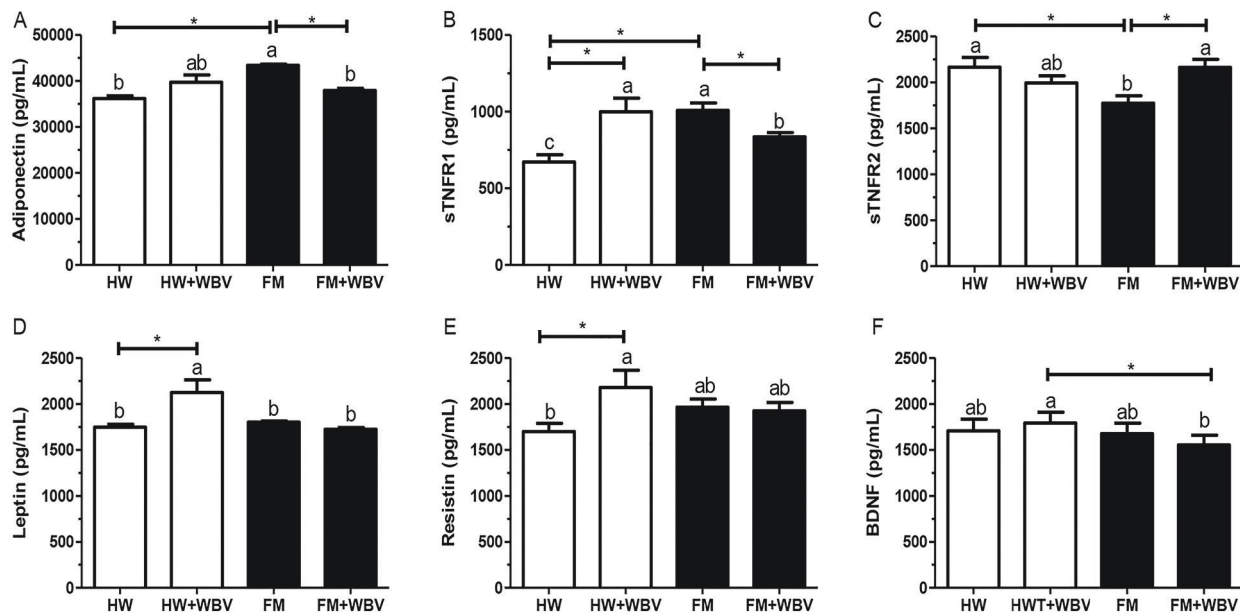 A
Adiponectin (pg/mL)
50000
40000
30000
20000
10000
0
* *
b ab a b
HW HW+WBV FM FM+WBV
B
sTNFR1 (pg/mL)
1500
1000
500
0
*
* *
c a a b
HW HW+WBV FM FM+WBV
C
sTNFR2 (pg/mL)
2500
2250
2000
1750
1500
0
* *
a ab b a
HW HW+WBV FM FM+WBV
D
Leptin (pg/mL)
2500
2000
1500
1000
500
0
*
b a b b
HW HW+WBV FM FM+WBV
E
Resistin (pg/mL)
2500
2000
1500
1000
500
0
*
b a ab ab
HW HW+WBV FM FM+WBV
F
BDNF (pg/mL)
2500
2000
1500
1000
500
0
*
ab a ab b
HW HWT+WBV FM FM+WBV